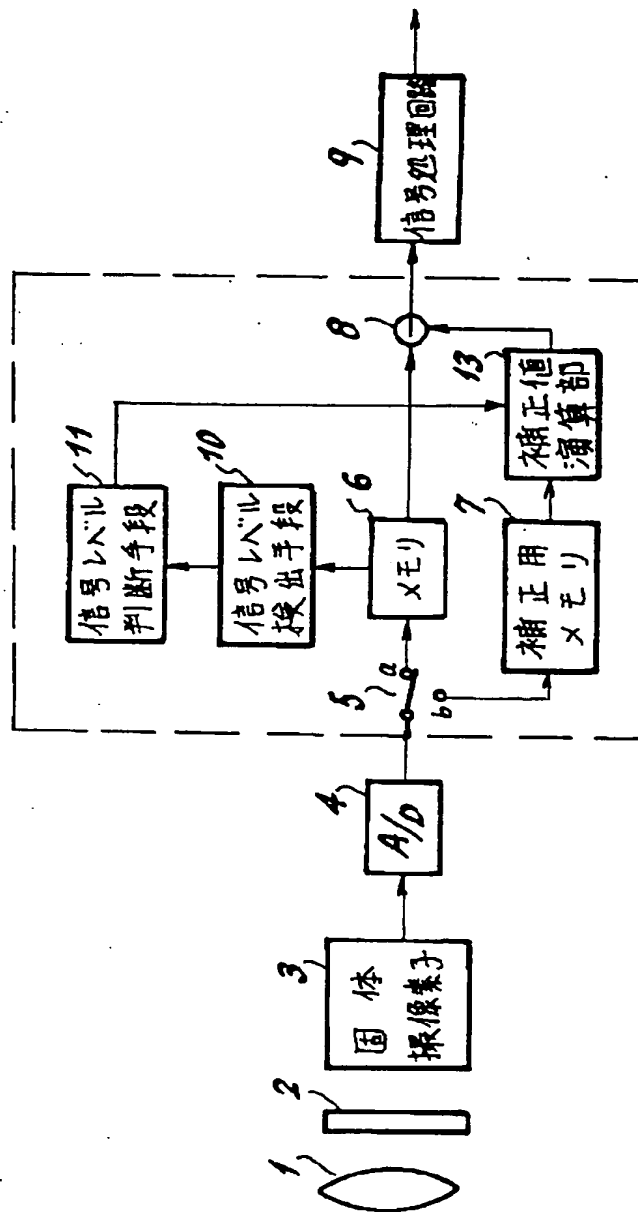 1
2
3
固体
撮像素子
4
A/D
5
a
b
6
メモリ
10
信号レベル
検出手段
11
信号レベル
判断手段
7
補正用
メモリ
13
補正値
演算部
8
9
信号処理回路